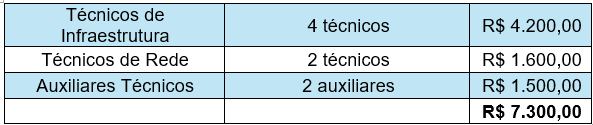 Técnicos de
Infraestrutura
4 técnicos
R$ 4.200,00
Técnicos de Rede
2 técnicos
R$ 1.600,00
Auxiliares Técnicos
2 auxiliares
R$ 1.500,00
R$ 7.300,00